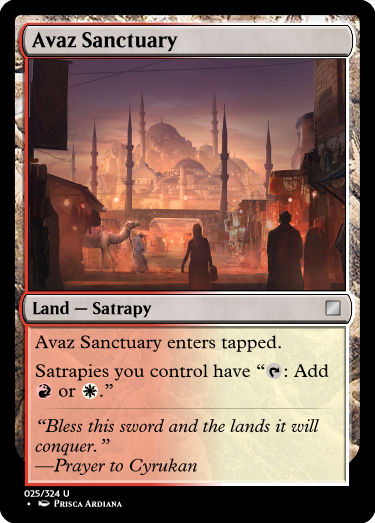 Avaz Sanctuary
Land — Satrapy
Avaz Sanctuary enters tapped.
Satrapies you control have “: Add
or .”
“Bless this sword and the lands it will
conquer.”
—Prayer to Cyrukan
025/324 U
• Prisca Ardiana